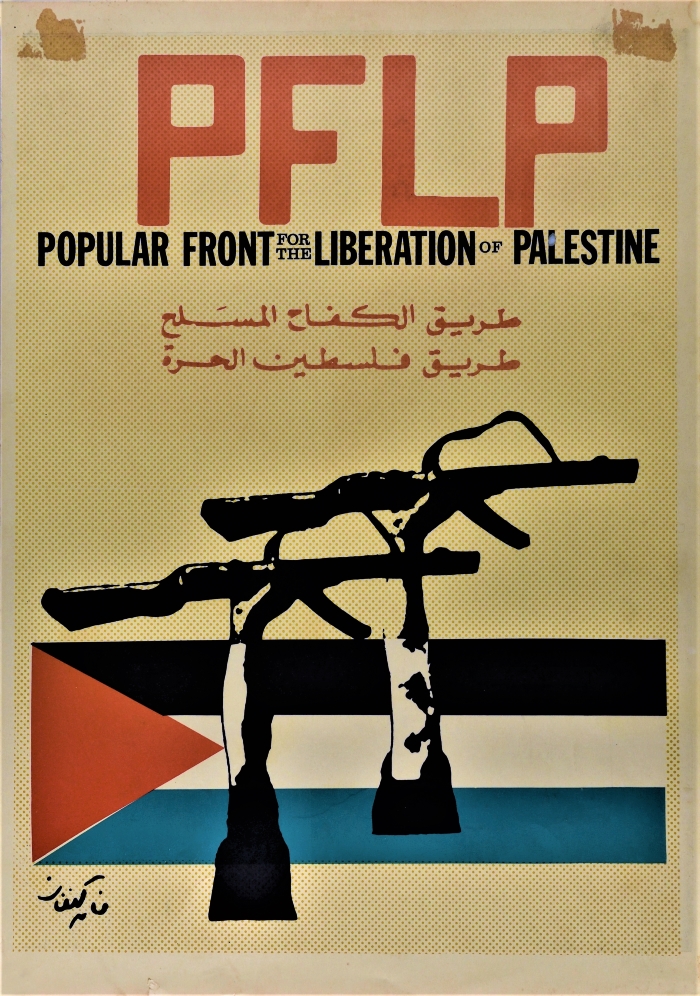 PFLP
POPULAR FRONT FOR THE LIBERATION OF PALESTINE
طريق الكفاح المسلح
طريق فلسطين الحرة